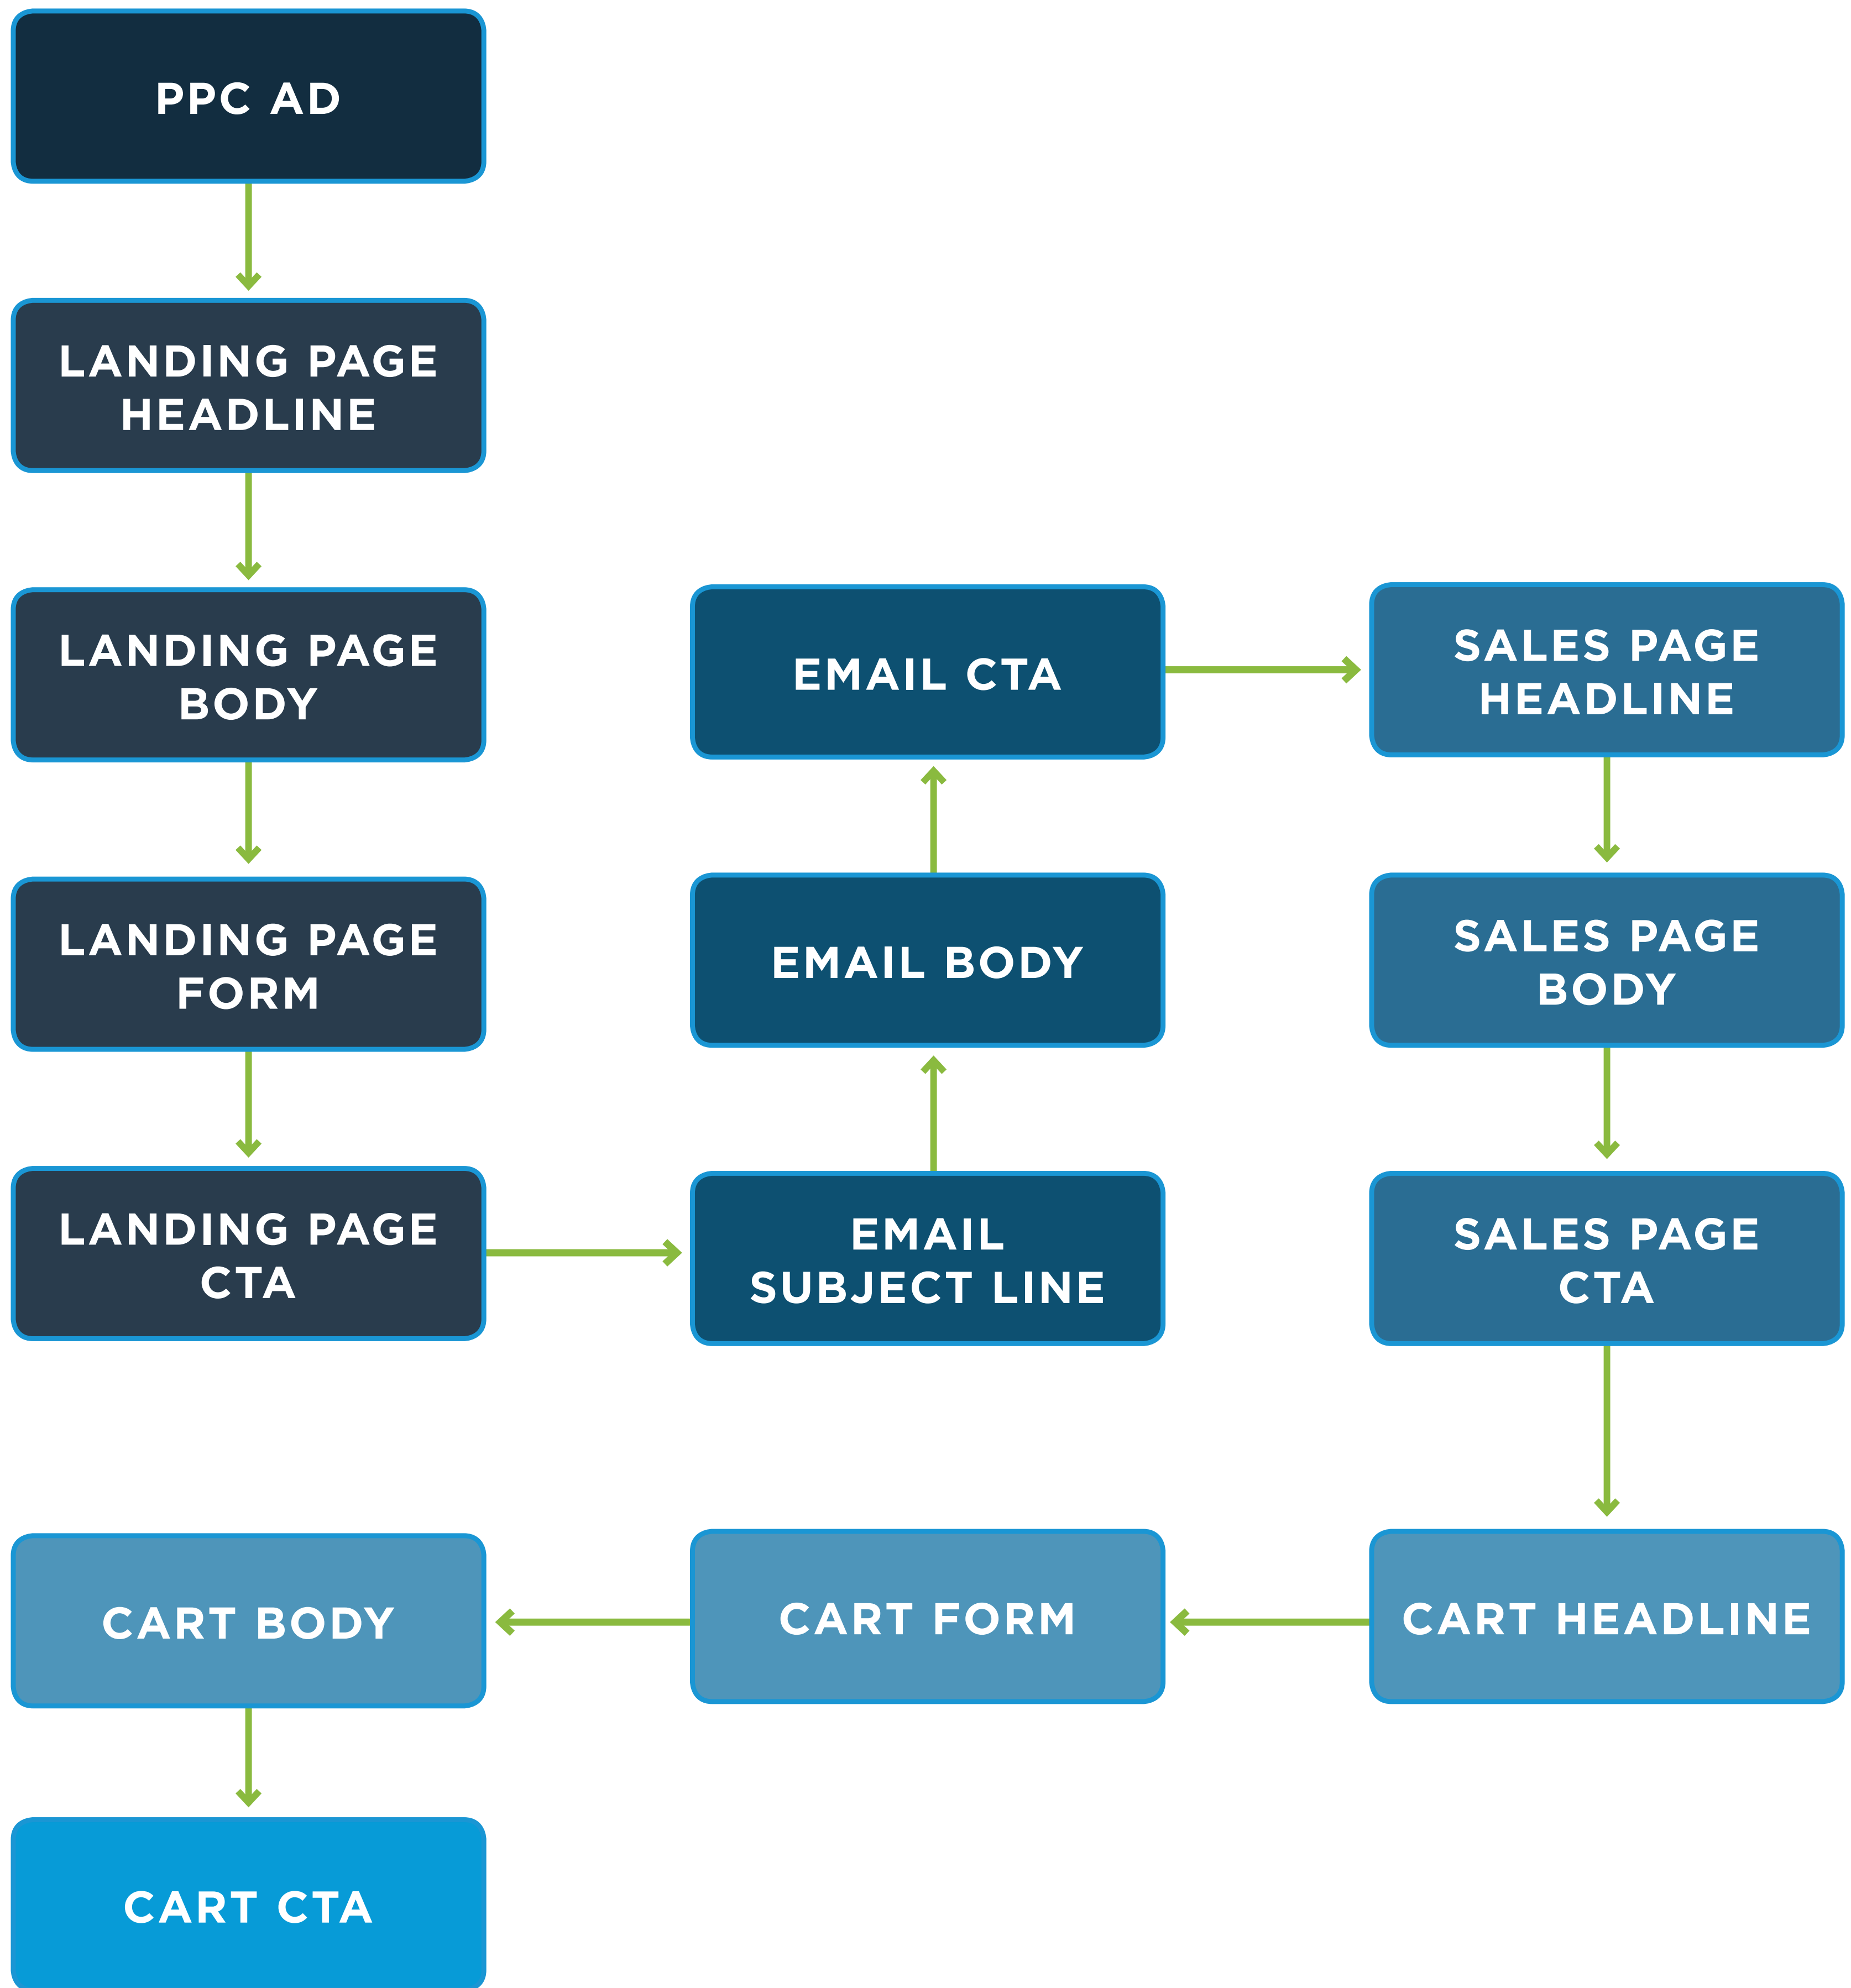 PPC AD
LANDING PAGE
HEADLINE
LANDING PAGE
BODY
LANDING PAGE
FORM
LANDING PAGE
CTA
EMAIL
SUBJECT LINE
EMAIL BODY
EMAIL CTA
SALES PAGE
HEADLINE
SALES PAGE
BODY
SALES PAGE
CTA
CART HEADLINE
CART FORM
CART BODY
CART CTA